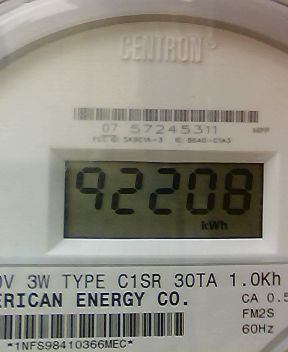 CENTRON®
07 57245311
92208
kWh
0V 3W TYPE C1SR 30TA 1.0Kh
ERICAN ENERGY CO.
CA 0.5
FM2S
60Hz
*1NFS98410366MEC*